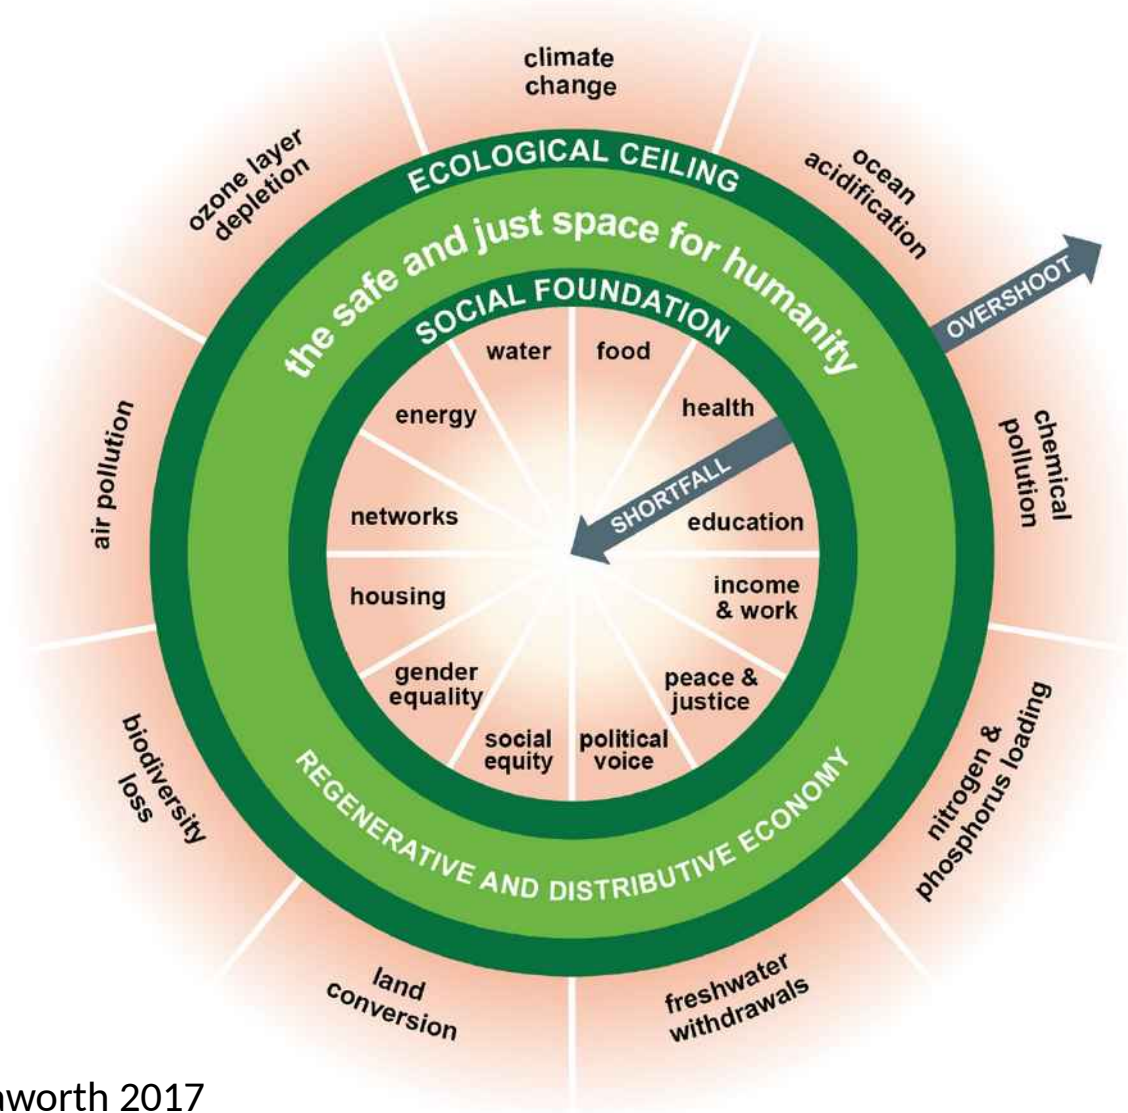 climate
change
ocean
acidification
chemical
pollution
nitrogen &
phosphorus loading
freshwater
withdrawals
land
conversion
biodiversity
loss
air pollution
ozone layer
depletion
ECOLOGICAL CEILING
the safe and just space for humanity
SOCIAL FOUNDATION
OVERSHOOT
water
food
energy
health
SHORTFALL
networks
education
housing
income
& work
gender
equality
peace &
justice
social
equity
political
voice
REGENERATIVE AND DISTRIBUTIVE ECONOMY
2017